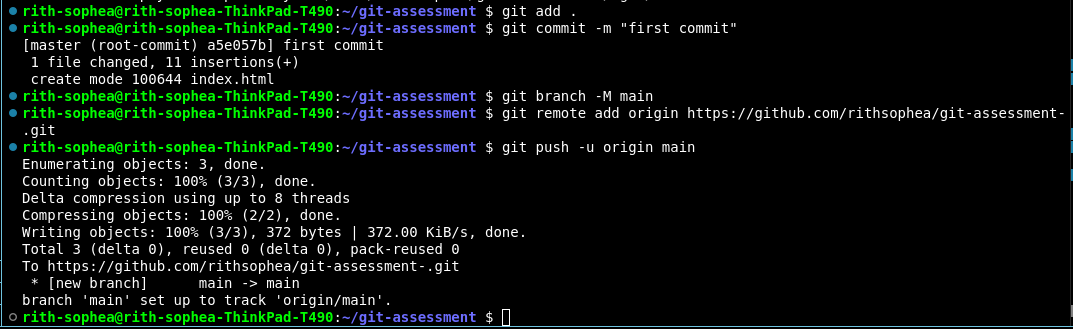 rith-sophea@rith-sophea-ThinkPad-T490:~/git-assessment $ git add .
rith-sophea@rith-sophea-ThinkPad-T490:~/git-assessment $ git commit -m "first commit"
[master (root-commit) a5e057b] first commit
 1 file changed, 11 insertions(+)
 create mode 100644 index.html
rith-sophea@rith-sophea-ThinkPad-T490:~/git-assessment $ git branch -M main
rith-sophea@rith-sophea-ThinkPad-T490:~/git-assessment $ git remote add origin https://github.com/rithsophea/git-assessment-
.git
rith-sophea@rith-sophea-ThinkPad-T490:~/git-assessment $ git push -u origin main
Enumerating objects: 3, done.
Counting objects: 100% (3/3), done.
Delta compression using up to 8 threads
Compressing objects: 100% (2/2), done.
Writing objects: 100% (3/3), 372 bytes | 372.00 KiB/s, done.
Total 3 (delta 0), reused 0 (delta 0), pack-reused 0
To https://github.com/rithsophea/git-assessment-.git
 * [new branch]      main -> main
branch 'main' set up to track 'origin/main'.
rith-sophea@rith-sophea-ThinkPad-T490:~/git-assessment $